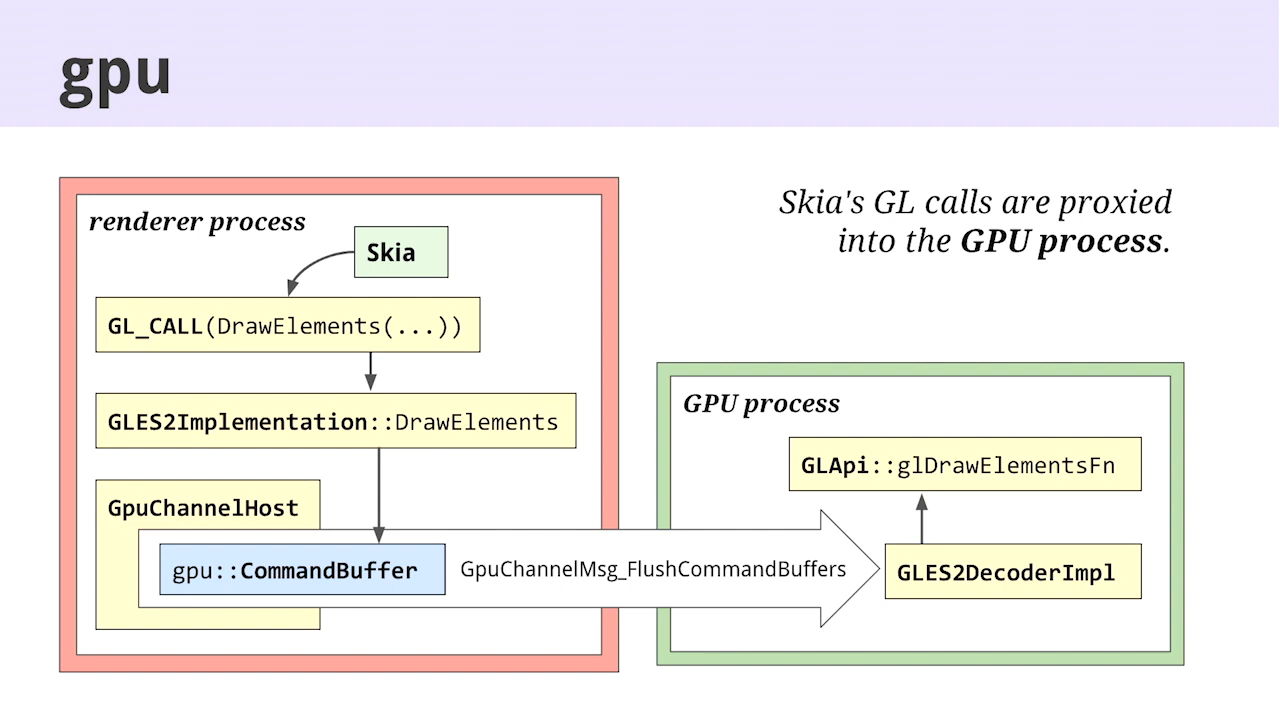 gpu
Skia's GL calls are proxied
into the GPU process.
renderer process
Skia
GL_CALL(DrawElements(...))
GLES2Implementation::DrawElements
GpuChannelHost
gpu::CommandBuffer
GpuChannelMsg_FlushCommandBuffers
GPU process
GLApi::glDrawElementsFn
GLES2DecoderImpl